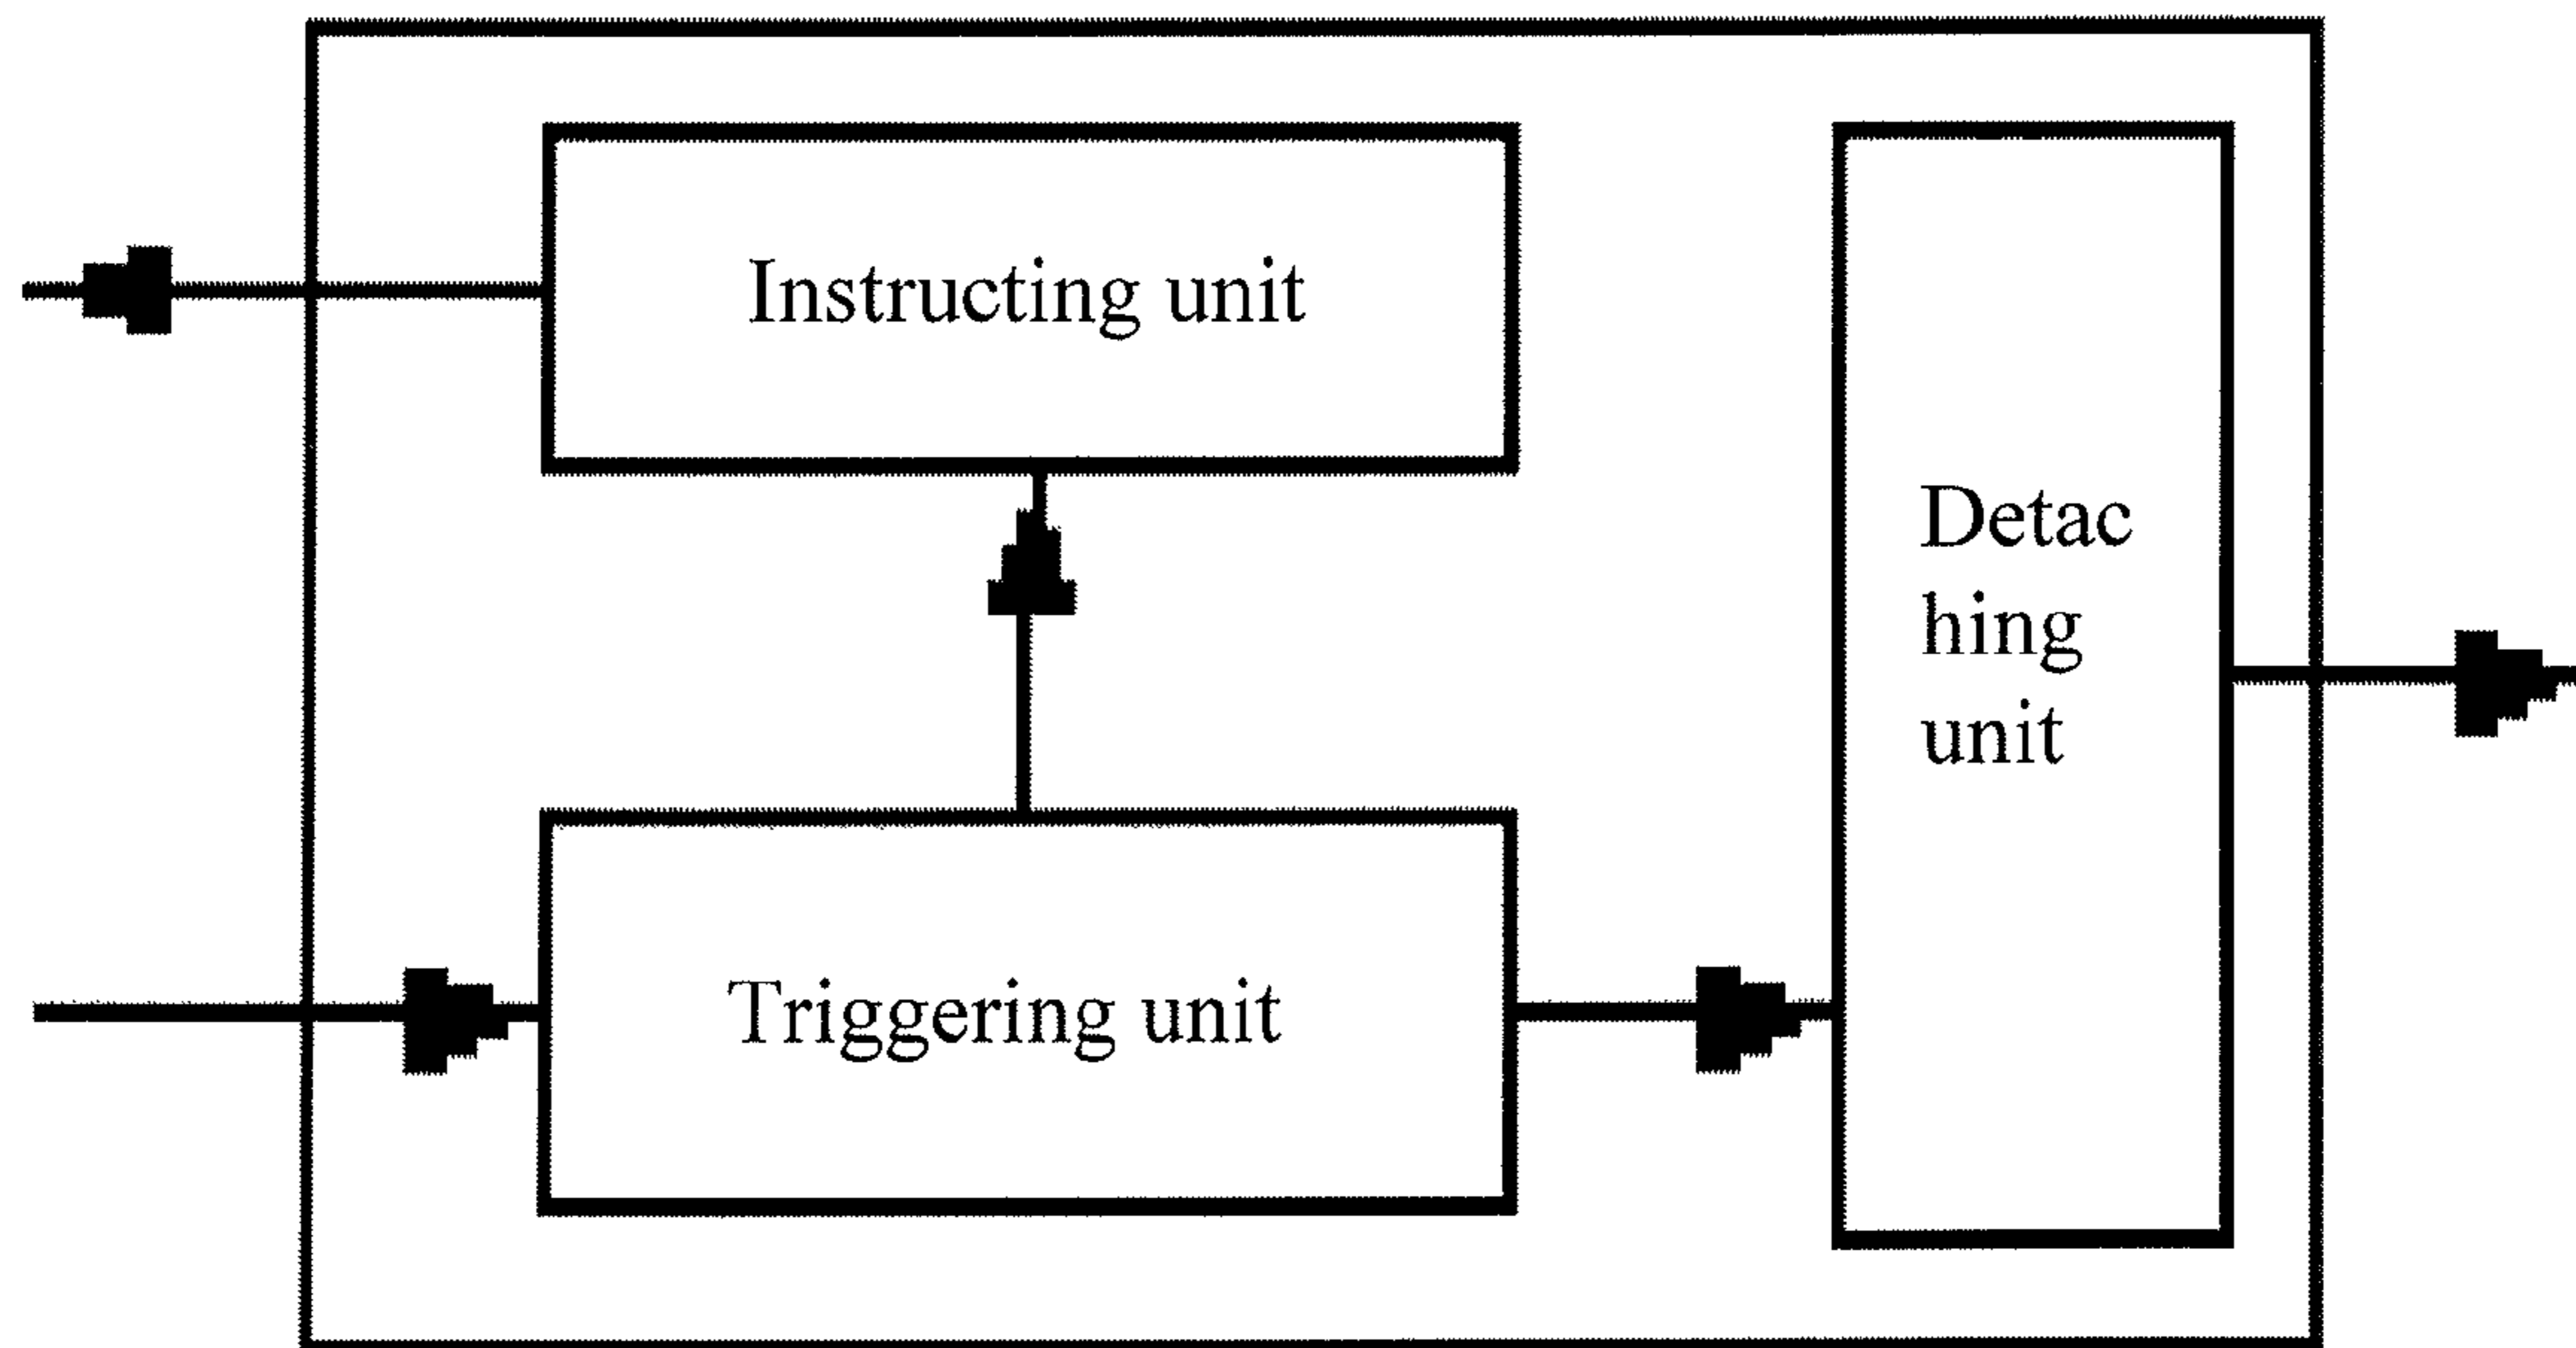 Instructing unit
Detac
hing
unit
Triggering unit